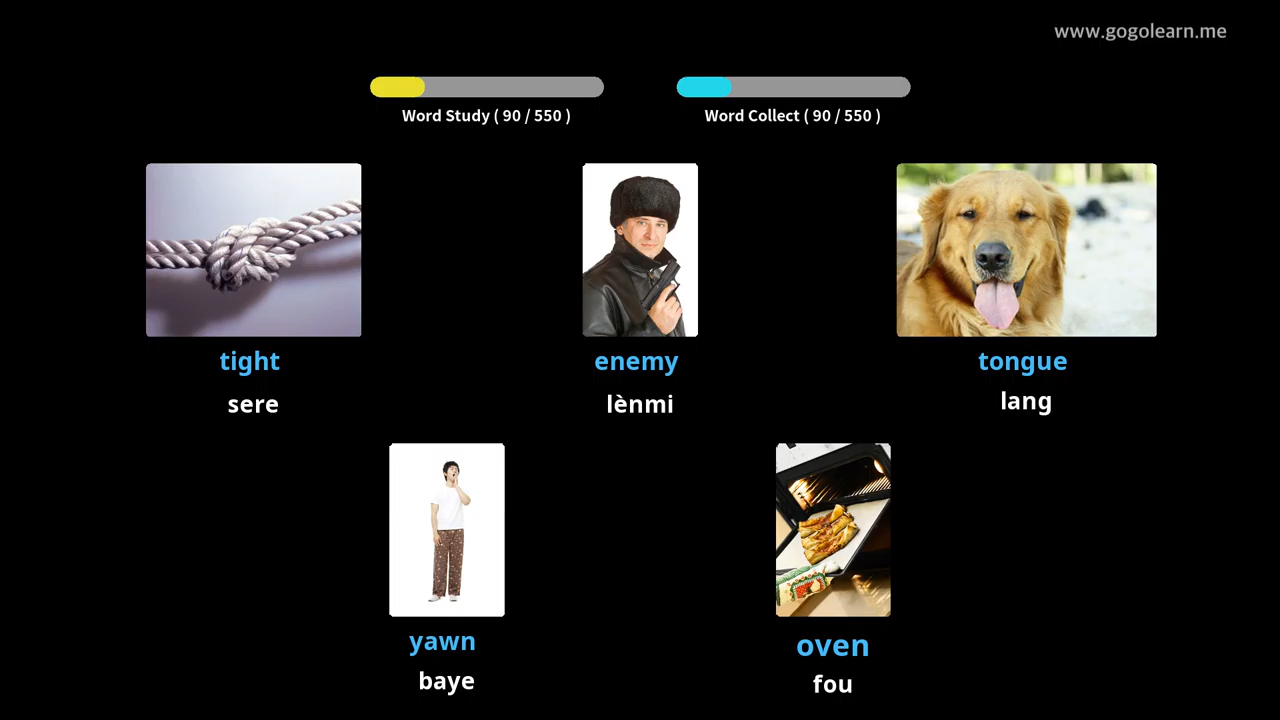 www.gogolearn.me
Word Study ( 90 / 550 )
Word Collect ( 90 / 550 )
tight
sere
enemy
lènmi
tongue
lang
yawn
baye
oven
fou